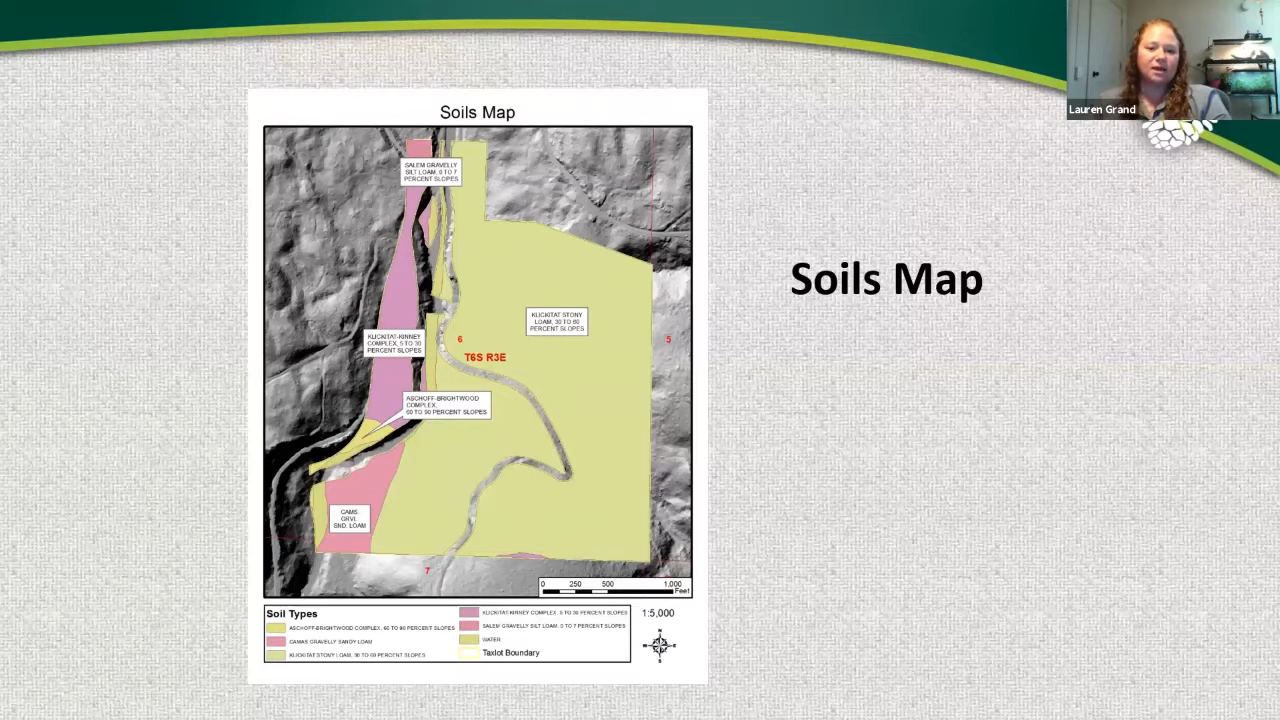 Lauren Grand
Soils Map
SALEM GRAVELLY
SILT LOAM, 0 TO 7
PERCENT SLOPES
Soils Map
KLICKITAT STONY
LOAM, 30 TO 60
PERCENT SLOPES
KLICKITAT-KINNEY
COMPLEX, 5 TO 30
PERCENT SLOPES
6
5
T6S R3E
ASCHOFF-BRIGHTWOOD
COMPLEX,
60 TO 90 PERCENT SLOPES
CAMS.
GRVL
SND. LOAM
7
0 250 500 1,000
Feet
Soil Types
ASCHOFF-BRIGHTWOOD COMPLEX, 60 TO 90 PERCENT SLOPES
CAMAS GRAVELLY SANDY LOAM
KLICKITAT STONY LOAM, 30 TO 60 PERCENT SLOPES
KLICKITAT-KINNEY COMPLEX, 5 TO 30 PERCENT SLOPES
SALEM GRAVELLY SILT LOAM, 0 TO 7 PERCENT SLOPES
WATER
Taxlot Boundary
1:5,000
N
W E
S